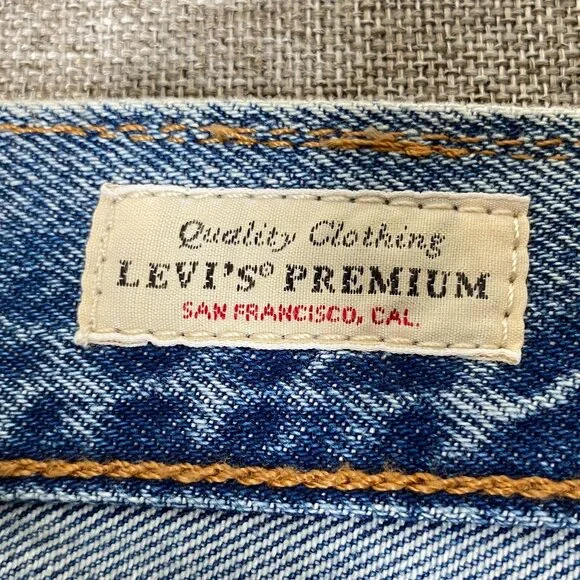 Quality Clothing
LEVI'S® PREMIUM
SAN FRANCISCO, CAL.